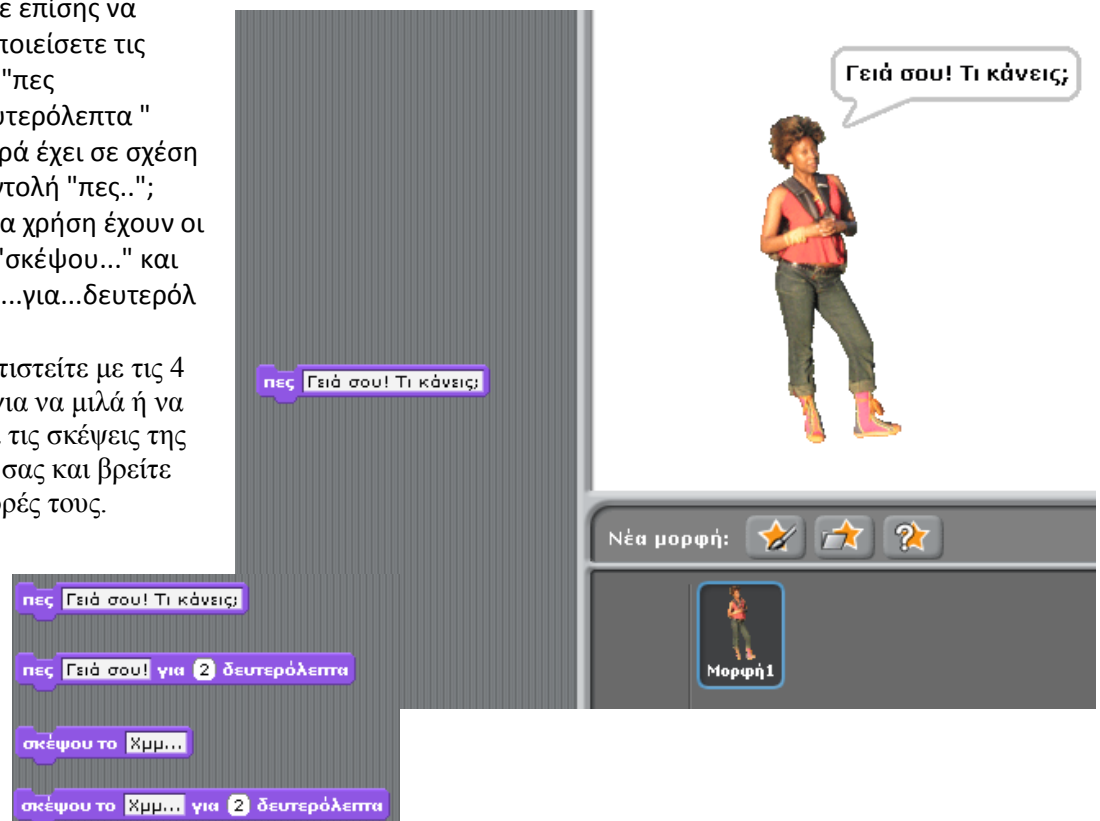 ε επίσης να
ποιείσετε τις
"πες
υτερόλεπτα "
ρά έχει σε σχέση
ντολή "πες..";
α χρήση έχουν οι
"σκέψου..." και
...για...δευτερόλ
τιστείτε με τις 4
για να μιλά ή να
τις σκέψεις της
σας και βρείτε
ρές τους.
πες Γειά σου! Τι κάνεις;
Γειά σου! Τι κάνεις;
Νέα μορφή:
Μορφή1
πες Γειά σου! Τι κάνεις;
πες Γειά σου! για 2 δευτερόλεπτα
σκέψου το Χμμ...
σκέψου το Χμμ... για 2 δευτερόλεπτα